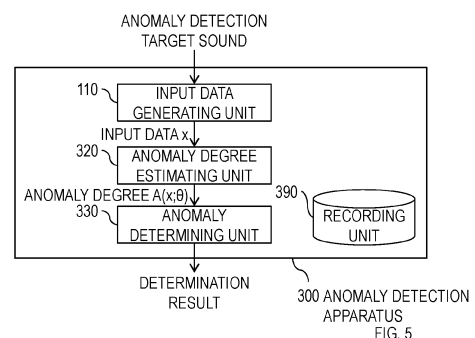 ANOMALY DETECTION
TARGET SOUND
110
INPUT DATA
GENERATING UNIT
INPUT DATA x
320
ANOMALY DEGREE
ESTIMATING UNIT
ANOMALY DEGREE A(x;θ)
330
ANOMALY
DETERMINING UNIT
390
RECORDING
UNIT
DETERMINATION
RESULT
300 ANOMALY DETECTION
APPARATUS
FIG. 5